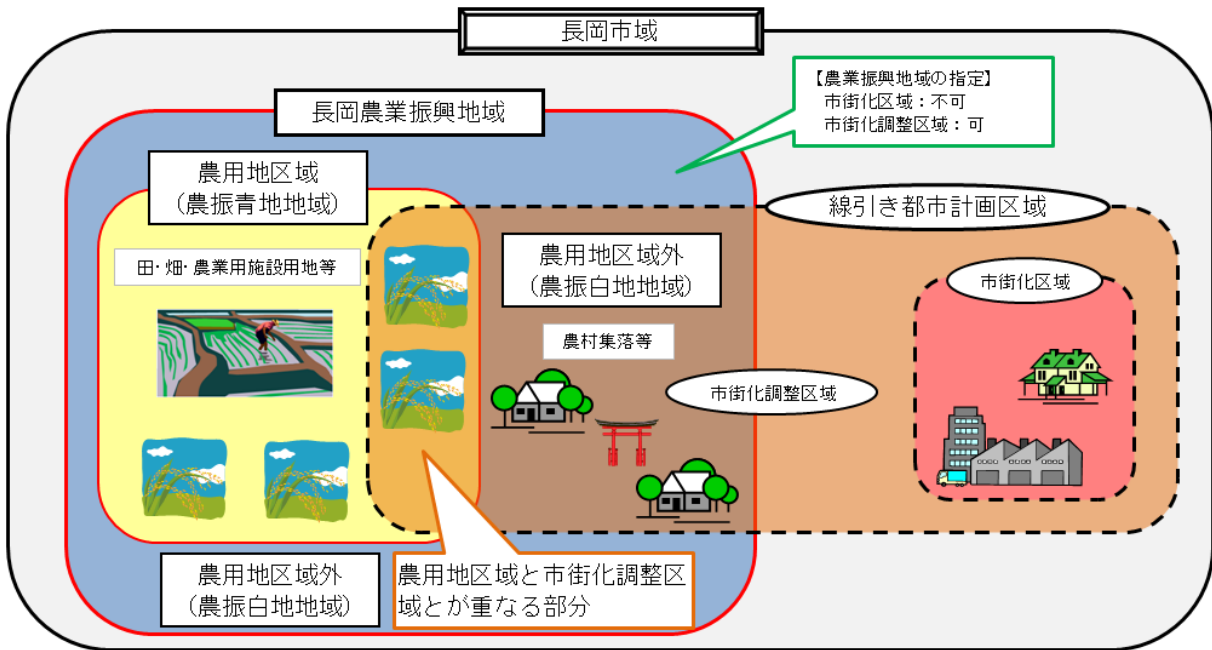 長岡市域
【農業振興地域の指定】
市街化区域：不可
市街化調整区域：可
長岡農業振興地域
農用地区域
（農振青地地域）
線引き都市計画区域
田・畑・農業用施設用地等
農用地区域外
（農振白地地域）
市街化区域
農村集落等
市街化調整区域
農用地区域外
（農振白地地域）
農用地区域と市街化調整区
域とが重なる部分